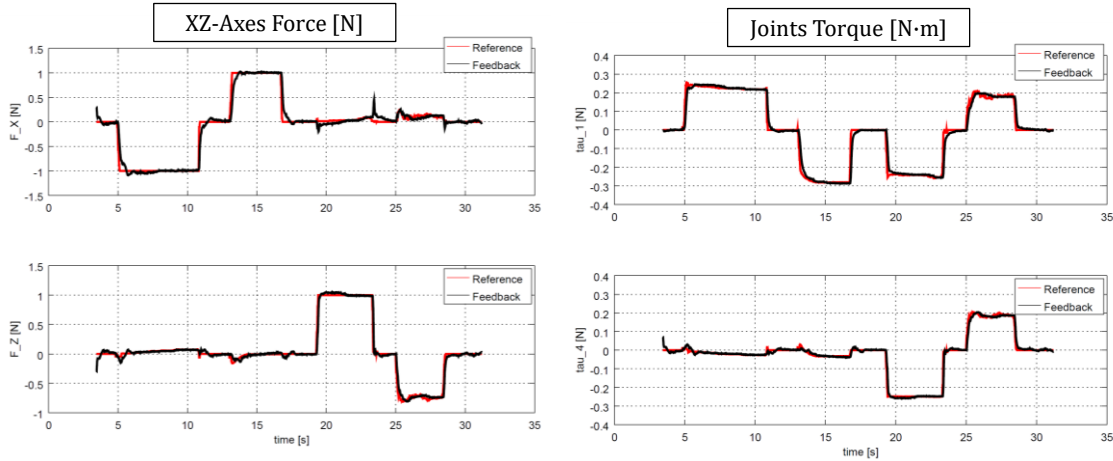 XZ-Axes Force [N]
Joints Torque [N·m]
1.5
1
0.5
0
-0.5
-1
-1.5
F_X [N]
Reference
Feedback
0 5 10 15 20 25 30 35
0.4
0.3
0.2
0.1
0
-0.1
-0.2
-0.3
-0.4
tau_1 [N]
Reference
Feedback
0 5 10 15 20 25 30 35
1.5
1
0.5
0
-0.5
-1
F_Z [N]
Reference
Feedback
0 5 10 15 20 25 30 35
time [s]
0.4
0.3
0.2
0.1
0
-0.1
-0.2
-0.3
-0.4
tau_4 [N]
Reference
Feedback
0 5 10 15 20 25 30 35
time [s]